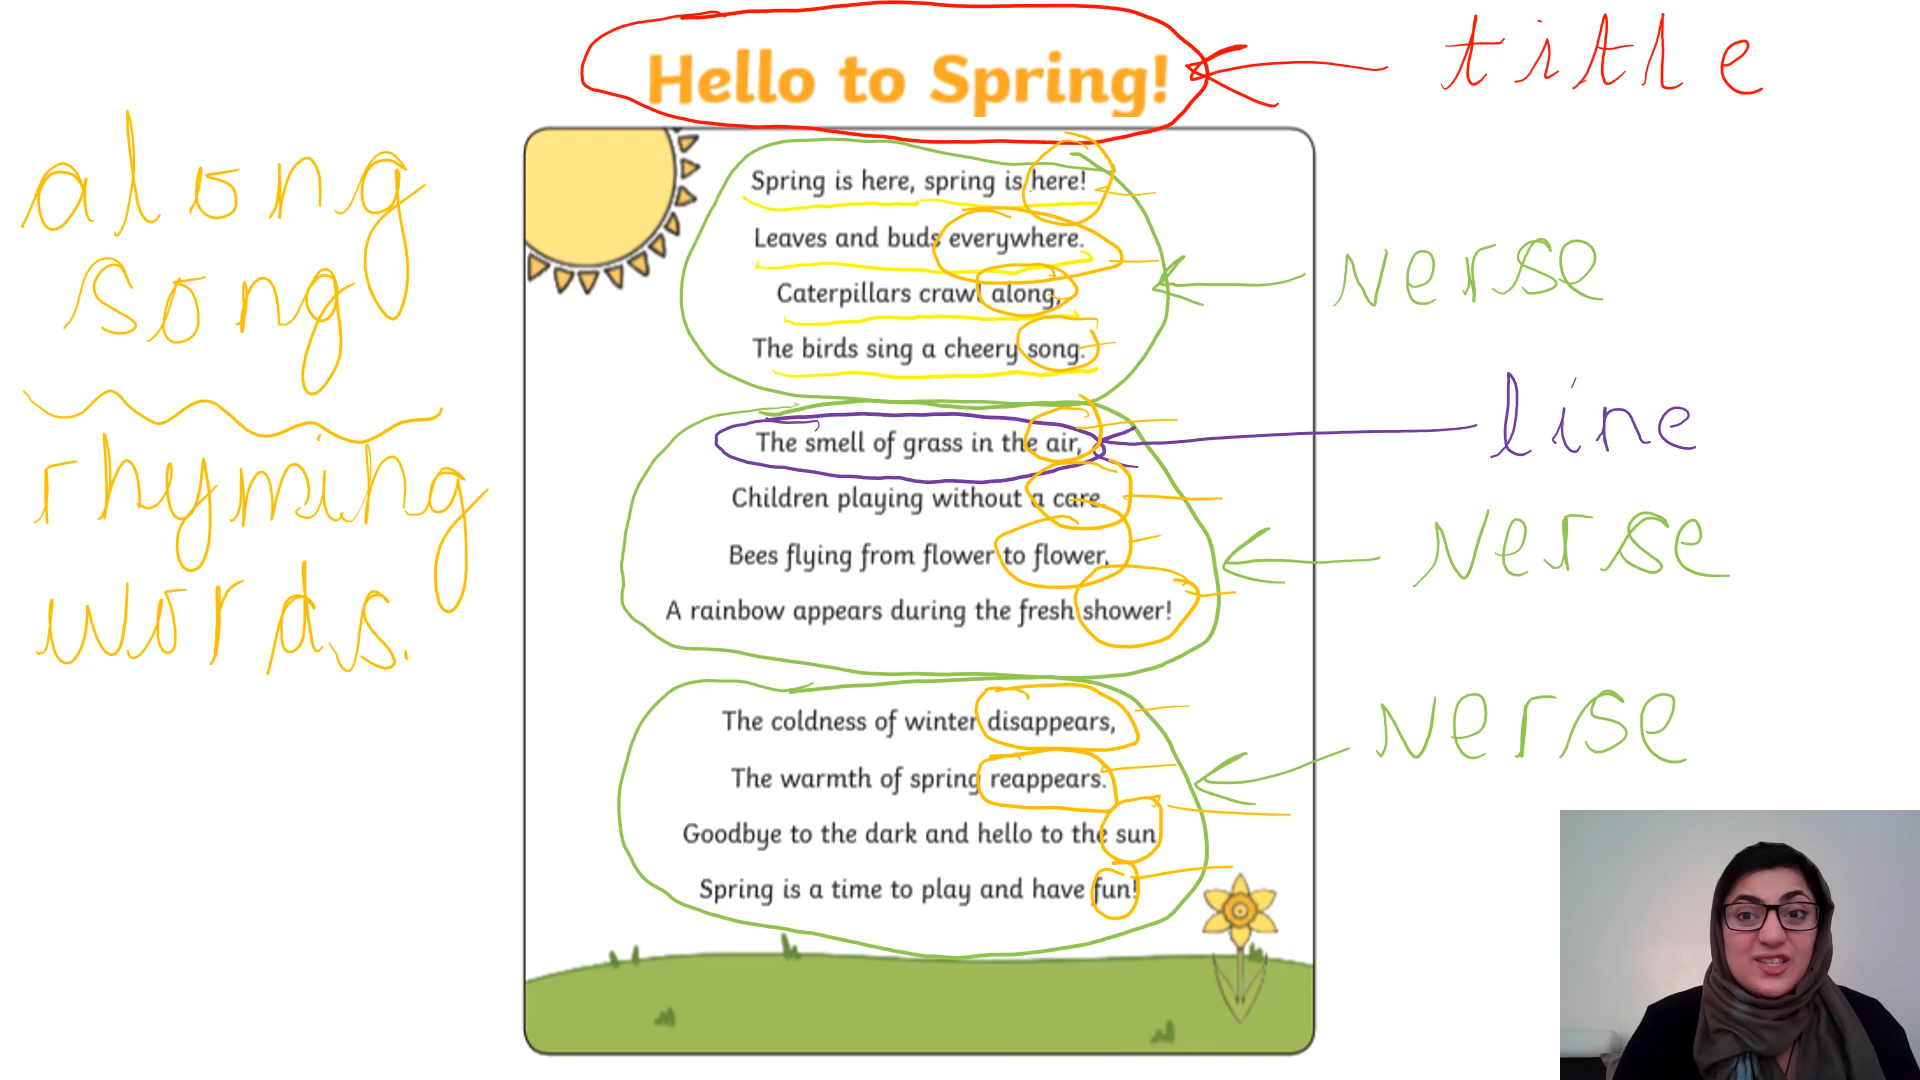 Hello to Spring!
title
Spring is here, spring is here!
Leaves and buds everywhere.
Caterpillars crawl along,
The birds sing a cheery song.
verse
The smell of grass in the air,
Children playing without a care.
Bees flying from flower to flower,
A rainbow appears during the fresh shower!
line
verse
The coldness of winter disappears,
The warmth of spring reappears.
Goodbye to the dark and hello to the sun
Spring is a time to play and have fun!
verse
along
song
rhyming
words.